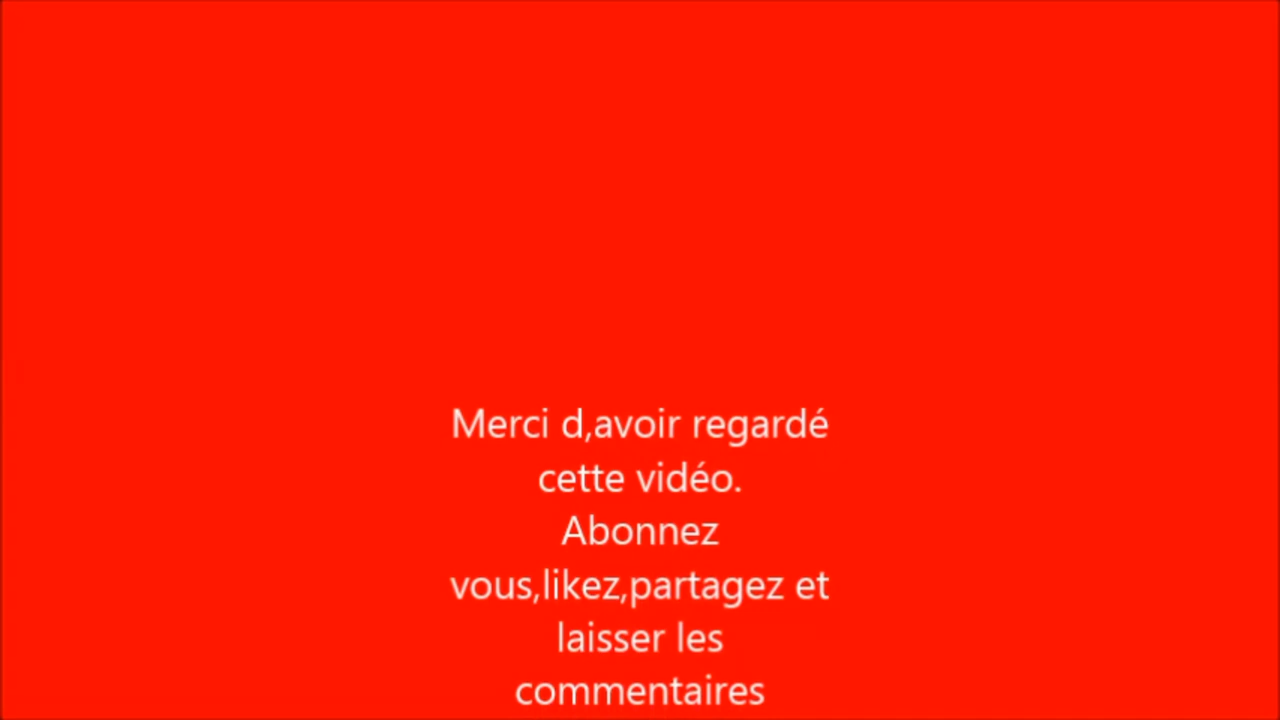 Merci d,avoir regardé
cette vidéo.
Abonnez
vous,likez,partagez et
laisser les
commentaires